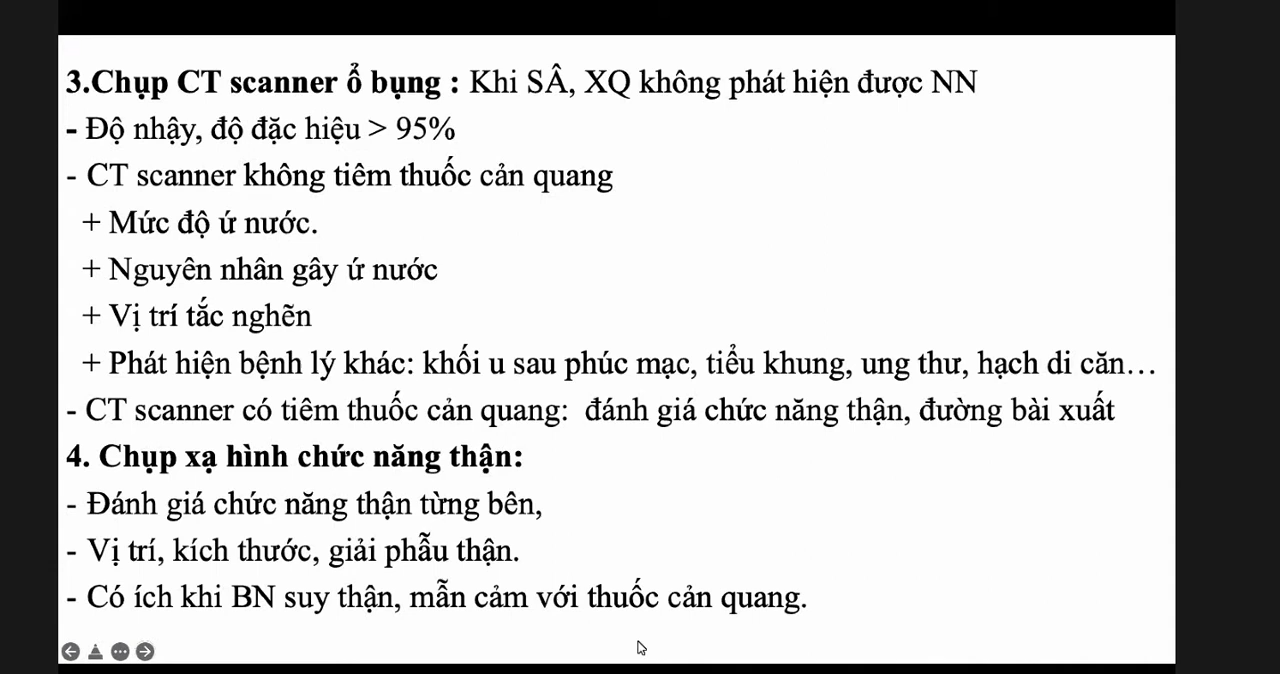 3.Chụp CT scanner ổ bụng : Khi SÂ, XQ không phát hiện được NN
- Độ nhậy, độ đặc hiệu > 95%
- CT scanner không tiêm thuốc cản quang
+ Mức độ ứ nước.
+ Nguyên nhân gây ứ nước
+ Vị trí tắc nghẽn
+ Phát hiện bệnh lý khác: khối u sau phúc mạc, tiểu khung, ung thư, hạch di căn…
- CT scanner có tiêm thuốc cản quang: đánh giá chức năng thận, đường bài xuất
4. Chụp xạ hình chức năng thận:
- Đánh giá chức năng thận từng bên,
- Vị trí, kích thước, giải phẫu thận.
- Có ích khi BN suy thận, mẫn cảm với thuốc cản quang.